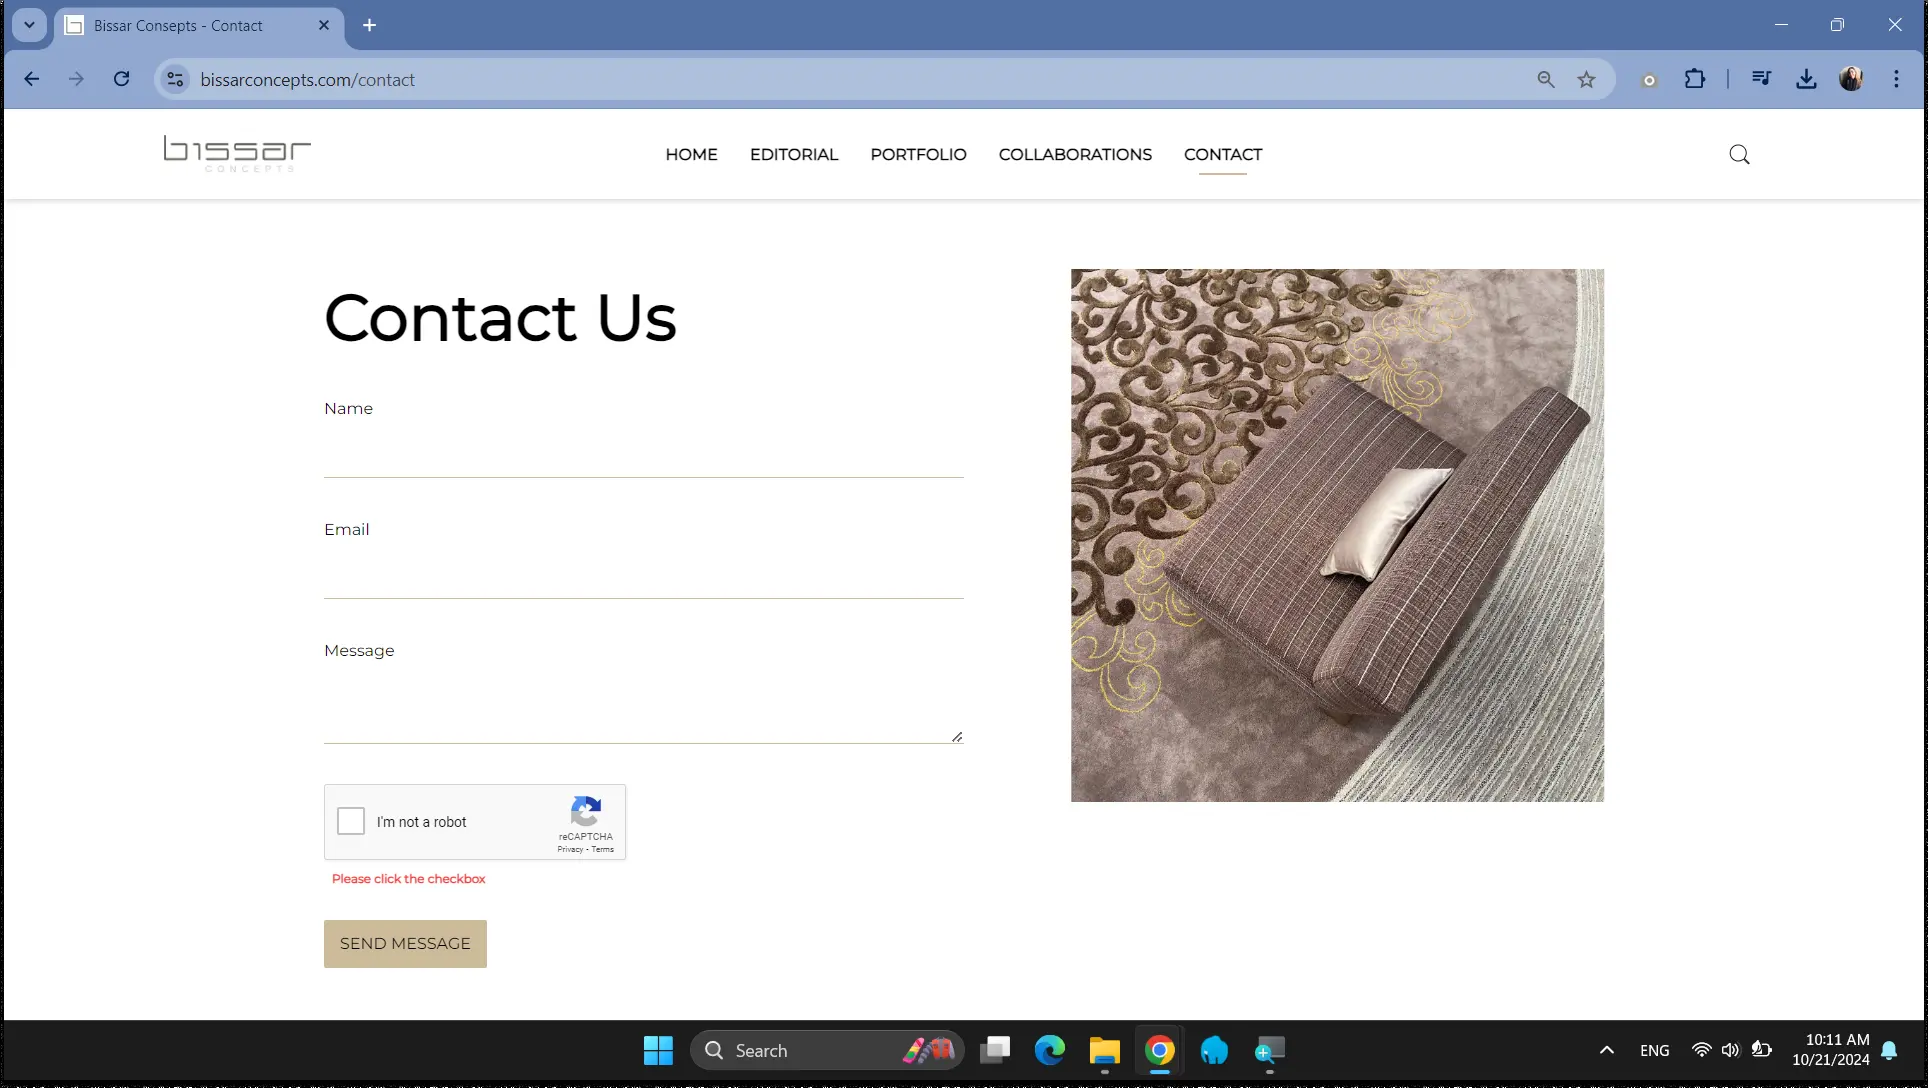 Bissar Consepts - Contact
bissarconcepts.com/contact
bissar
CONCEPTS
HOME
EDITORIAL
PORTFOLIO
COLLABORATIONS
CONTACT
Contact Us
Name
Email
Message
I'm not a robot
reCAPTCHA
Privacy - Terms
Please click the checkbox
SEND MESSAGE
Search
ENG
10:11 AM
10/21/2024